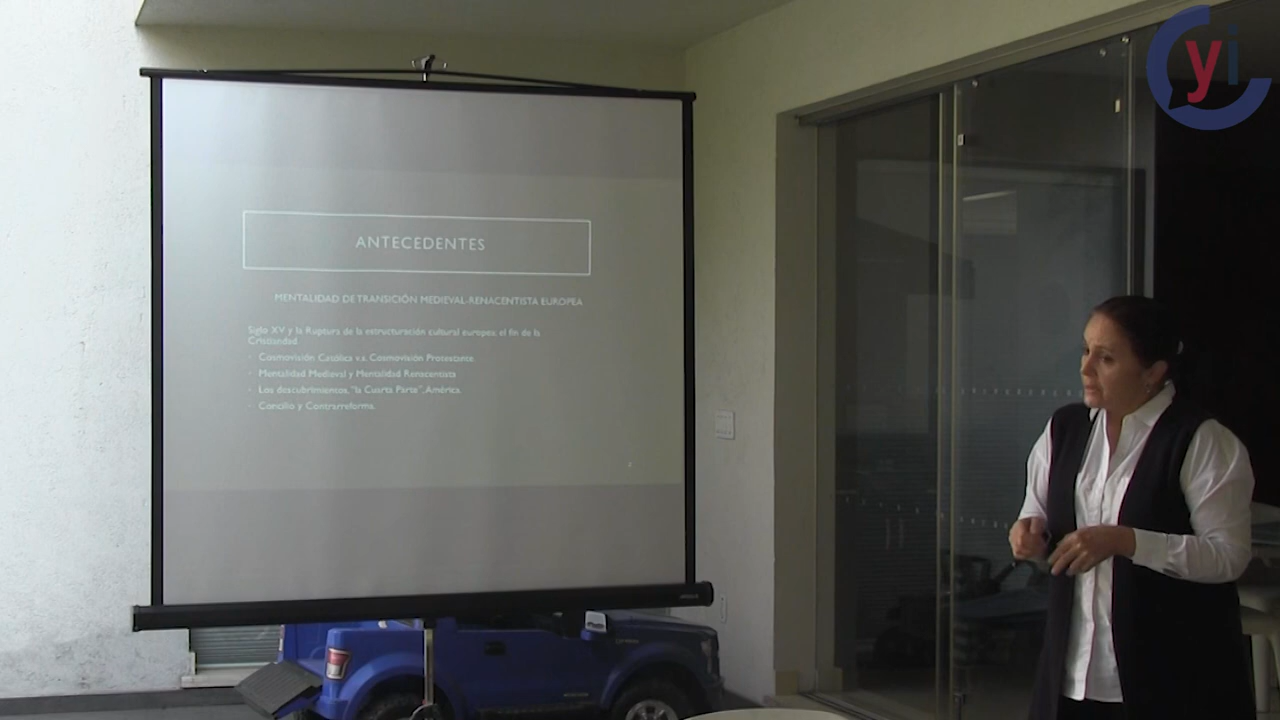 yi
ANTECEDENTES
MENTALIDAD DE TRANSICIÓN MEDIEVAL-RENACENTISTA EUROPEA
Siglo XV y la Ruptura de la estructuración cultural europea: el fin de la
Cristiandad.
• Cosmovisión Católica v.s. Cosmovisión Protestante.
• Mentalidad Medieval y Mentalidad Renacentista
• Los descubrimientos, "la Cuarta Parte", América.
• Concilio y Contrarreforma.